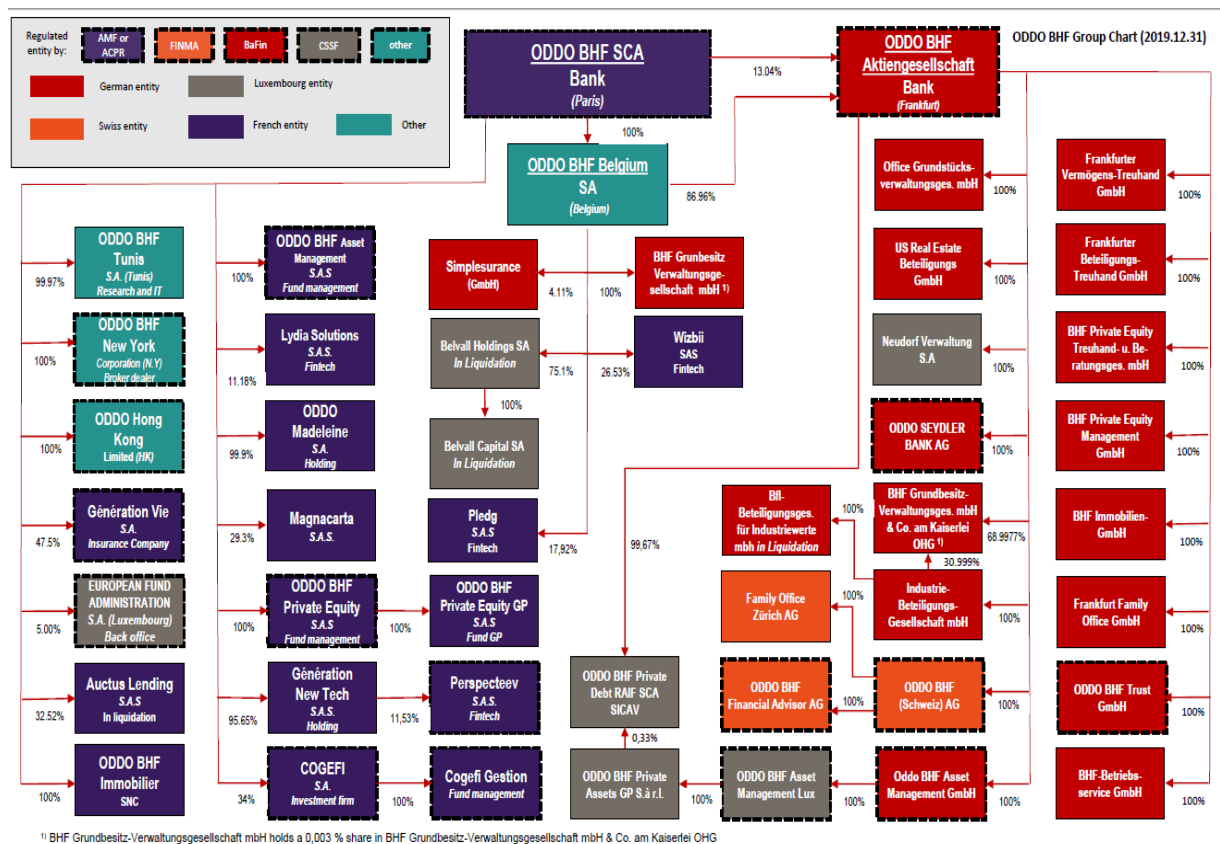 Regulated
entity by:
AMF or
ACPR
FINMA
BaFin
CSSF
other
German entity
Luxembourg entity
Swiss entity
French entity
Other
ODDO BHF Group Chart (2019.12.31)
ODDO BHF SCA
Bank
(Paris)
13.04%
ODDO BHF
Aktiengesellschaft
Bank
(Frankfurt)
100%
ODDO BHF Belgium
SA
(Belgium)
86.96%
ODDO BHF
Tunis
S.A. (Tunis)
Research and IT
99.97%
ODDO BHF
New York
Corporation (N.Y)
Broker dealer
100%
ODDO Hong
Kong
Limited (HK)
100%
Génération Vie
S.A.
Insurance Company
47.5%
EUROPEAN FUND
ADMINISTRATION
S.A. (Luxembourg)
Back office
5.00%
Auctus Lending
S.A.S
In liquidation
32.52%
ODDO BHF
Immobilier
SNC
100%
ODDO BHF Asset
Management
S.A.S
Fund management
100%
Lydia Solutions
S.A.S.
Fintech
11.18%
ODDO
Madeleine
S.A.
Holding
99.9%
Magnacarta
S.A.S.
29.3%
ODDO BHF
Private Equity
S.A.S
Fund management
100%
100%
ODDO BHF
Private Equity GP
S.A.S
Fund GP
Génération
New Tech
S.A.S.
Holding
95.65%
11,53%
Perspecteev
S.A.S.
Fintech
COGEFI
S.A.
Investment firm
34%
100%
Cogefi Gestion
Fund management
Simplesurance
(GmbH)
4.11%
100%
BHF Grunbesitz
Verwaltungsge-
sellschaft mbH 1)
Belvall Holdings SA
In Liquidation
75.1%
26.53%
Wizbii
SAS
Fintech
100%
Belvall Capital SA
In Liquidation
Pledg
S.A.S
Fintech
17,92%
99,67%
ODDO BHF Private
Debt RAIF SCA
SICAV
0,33%
ODDO BHF Private
Assets GP S.à r.l.
100%
ODDO BHF Asset
Management Lux
100%
Oddo BHF Asset
Management GmbH
100%
Office Grundstücks-
verwaltungsges. mbH
100%
US Real Estate
Beteiligungs
GmbH
100%
Neudorf Verwaltung
S.A
100%
ODDO SEYDLER
BANK AG
100%
Bfl-
Beteiligungsges.
für Industriewerte
mbh in Liquidation
100%
BHF Grundbesitz-
Verwaltungsges. mbH
& Co. am Kaiserlei
OHG 1)
68.9977%
30.999%
Industrie-
Beteiligungs-
Gesellschaft mbH
100%
Family Office
Zürich AG
100%
ODDO BHF
Financial Advisor AG
100%
ODDO BHF
(Schweiz) AG
100%
Frankfurter
Vermögens-Treuhand
GmbH
100%
Frankfurter
Beteiligungs-
Treuhand GmbH
100%
BHF Private Equity
Treuhand- u. Be-
ratungsges. mbH
100%
BHF Private Equity
Management
GmbH
100%
BHF Immobilien-
GmbH
100%
Frankfurt Family
Office GmbH
100%
ODDO BHF Trust
GmbH
100%
BHF-Betriebs-
service GmbH
100%
1) BHF Grundbesitz-Verwaltungsgesellschaft mbH holds a 0,003 % share in BHF Grundbesitz-Verwaltungsgesellschaft mbH & Co. am Kaiserlei OHG